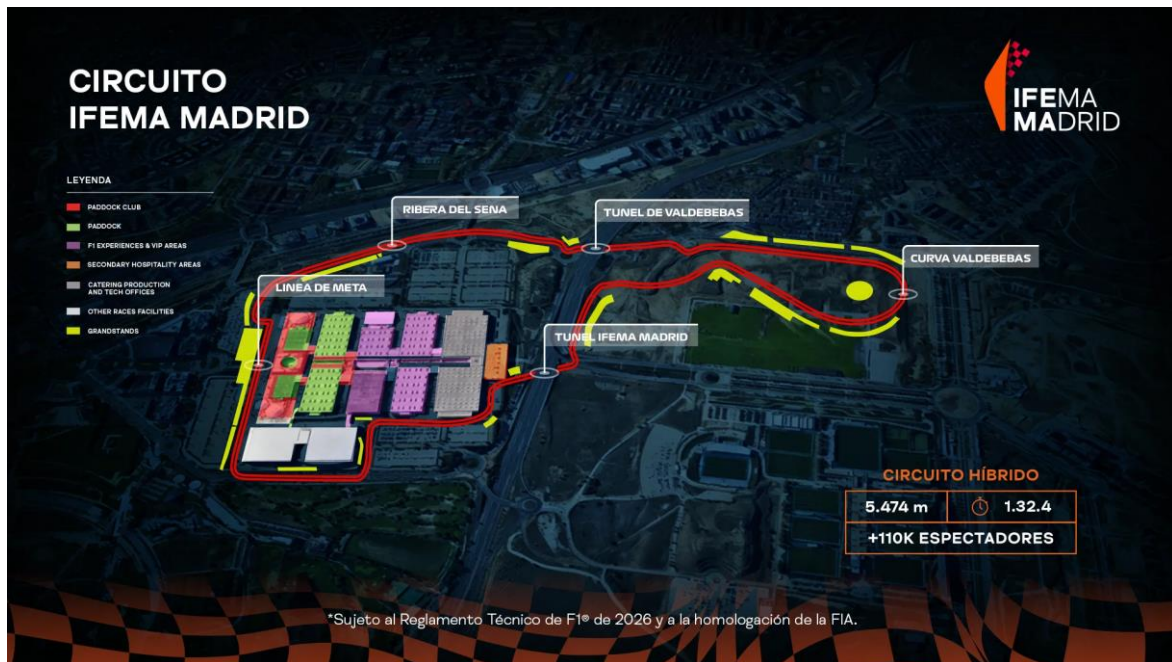 CIRCUITO
IFEMA MADRID
IFEMA
MADRID
LEYENDA
PADDOCK CLUB
PADDOCK
F1 EXPERIENCES & VIP AREAS
SECONDARY HOSPITALITY AREAS
CATERING PRODUCTION
AND TECH OFFICES
OTHER RACES FACILITIES
GRANDSTANDS
RIBERA DEL SENA
TUNEL DE VALDEBEBAS
CURVA VALDEBEBAS
LINEA DE META
TUNEL IFEMA MADRID
CIRCUITO HÍBRIDO
5.474 m
1.32.4
+110K ESPECTADORES
*Sujeto al Reglamento Técnico de F1® de 2026 y a la homologación de la FIA.